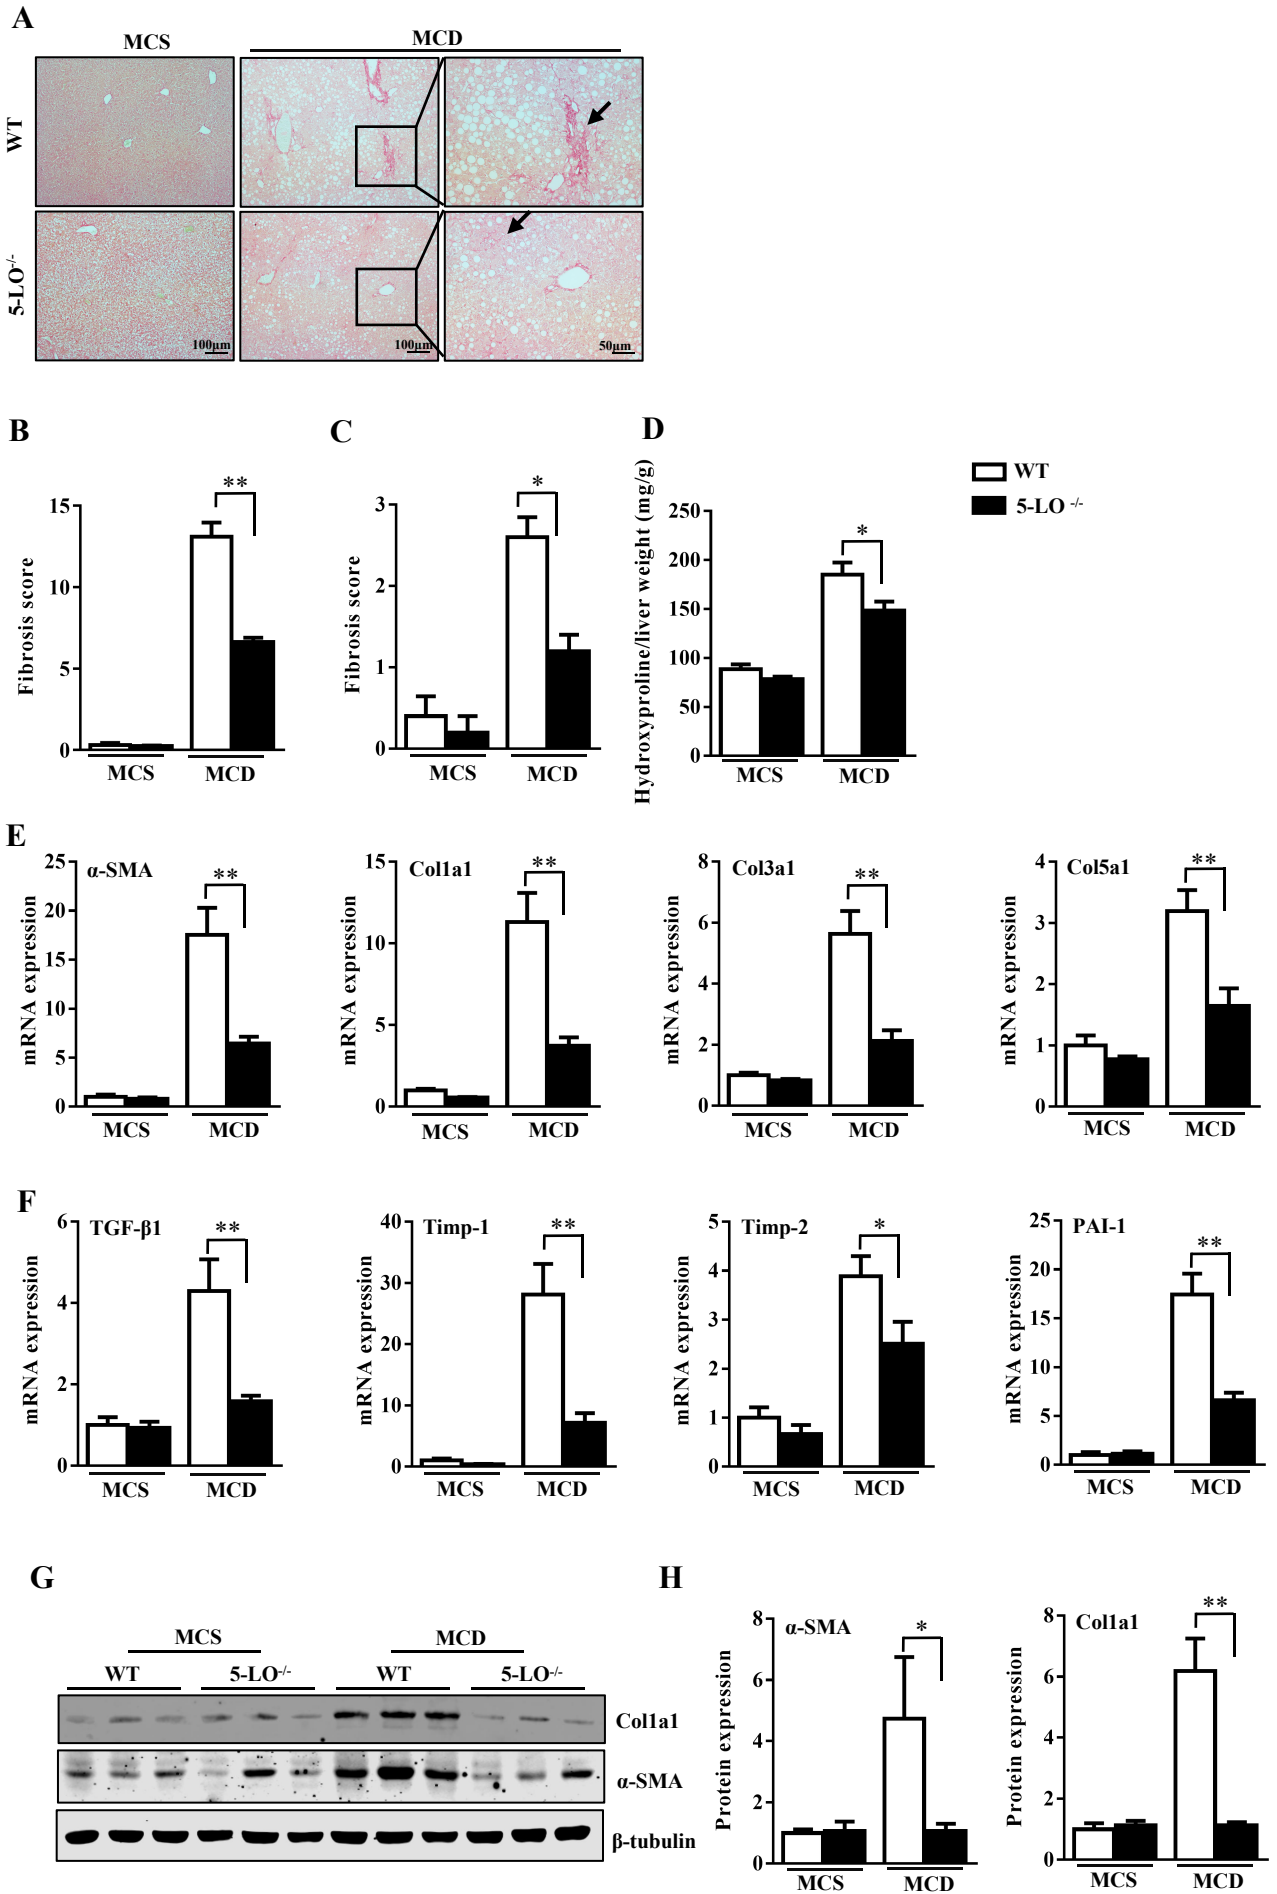 A
MCS
MCD
WT
5-LO-/-
100μm
100μm
50μm
B
Fibrosis score
15
10
5
0
**
MCS
MCD
C
Fibrosis score
3
2
1
0
*
MCS
MCD
D
Hydroxyproline/liver weight (mg/g)
250
200
150
100
50
0
*
MCS
MCD
WT
5-LO -/-
E
mRNA expression
α-SMA
25
20
15
10
5
0
**
MCS
MCD
mRNA expression
Col1a1
15
10
5
0
**
MCS
MCD
mRNA expression
Col3a1
8
6
4
2
0
**
MCS
MCD
mRNA expression
Col5a1
4
3
2
1
0
**
MCS
MCD
F
mRNA expression
TGF-β1
6
4
2
0
**
MCS
MCD
mRNA expression
Timp-1
40
30
20
10
0
**
MCS
MCD
mRNA expression
Timp-2
5
4
3
2
1
0
*
MCS
MCD
mRNA expression
PAI-1
25
20
15
10
5
0
**
MCS
MCD
G
MCS
MCD
WT
5-LO-/-
WT
5-LO-/-
Col1a1
α-SMA
β-tubulin
H
Protein expression
α-SMA
8
6
4
2
0
*
MCS
MCD
Protein expression
Col1a1
8
6
4
2
0
**
MCS
MCD